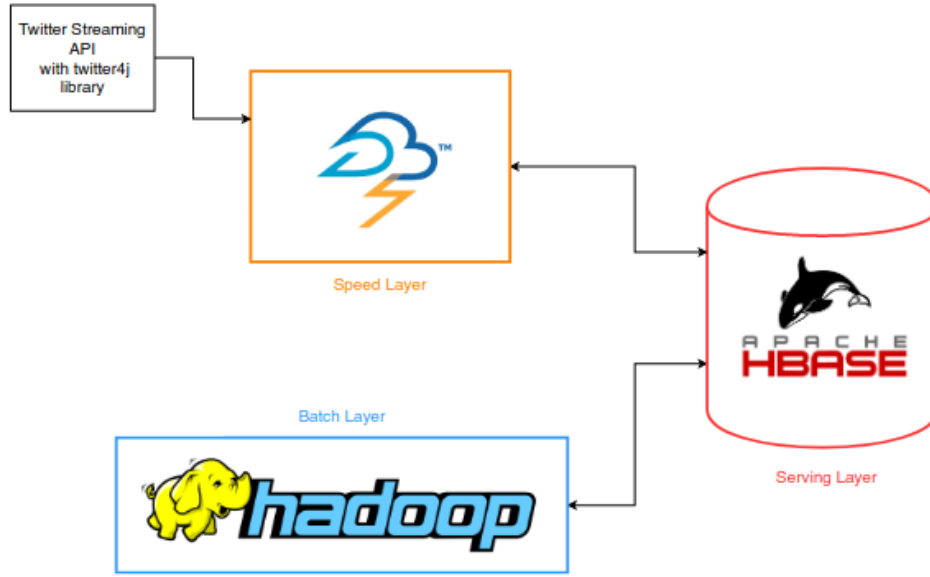 Twitter Streaming
API
with twitter4j
library
TM
Speed Layer
APACHE
HBASE
Batch Layer
hadoop
Serving Layer